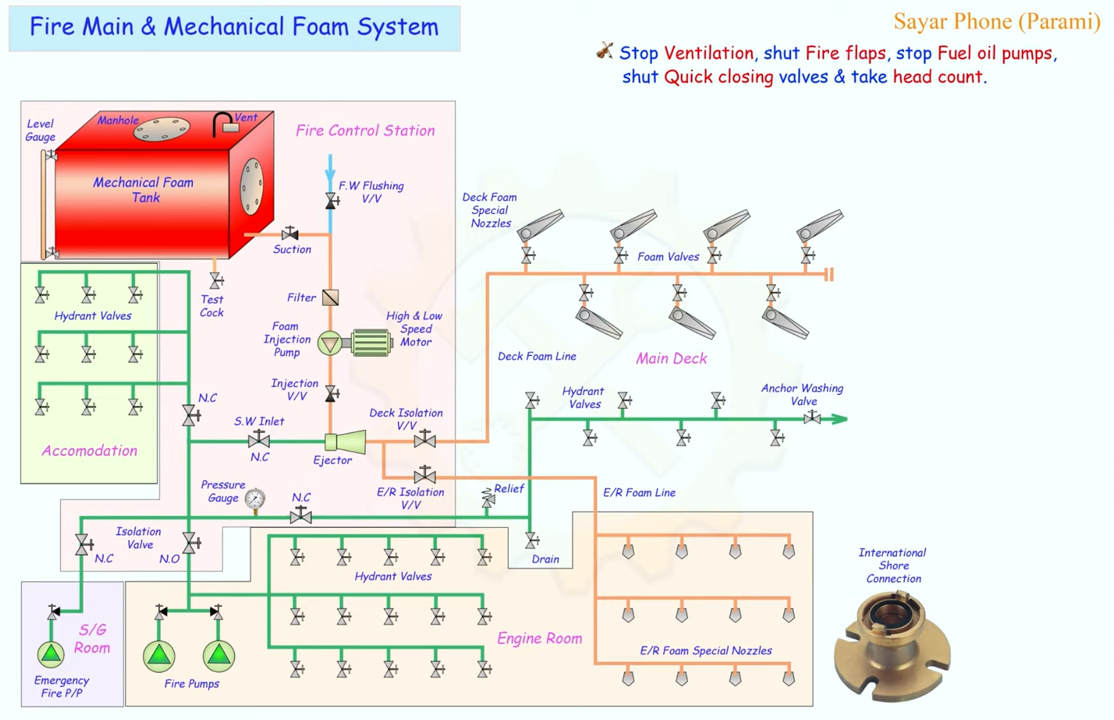 Fire Main & Mechanical Foam System
Sayar Phone (Parami)
Stop Ventilation, shut Fire flaps, stop Fuel oil pumps,
shut Quick closing valves & take head count.
Level
Gauge
Manhole
Vent
Mechanical Foam
Tank
Fire Control Station
F.W Flushing
V/V
Suction
Test
Cock
Filter
Foam
Injection
Pump
High & Low
Speed
Motor
Injection
V/V
Deck Foam
Special
Nozzles
Foam Valves
Deck Foam Line
Main Deck
Hydrant Valves
Accomodation
N.C
S.W Inlet
N.C
Ejector
Deck Isolation
V/V
E/R Isolation
V/V
Hydrant
Valves
Anchor Washing
Valve
Pressure
Gauge
N.C
Relief
E/R Foam Line
Isolation
Valve
N.C
N.O
Drain
Hydrant Valves
Engine Room
E/R Foam Special Nozzles
S/G
Room
Emergency
Fire P/P
Fire Pumps
International
Shore
Connection